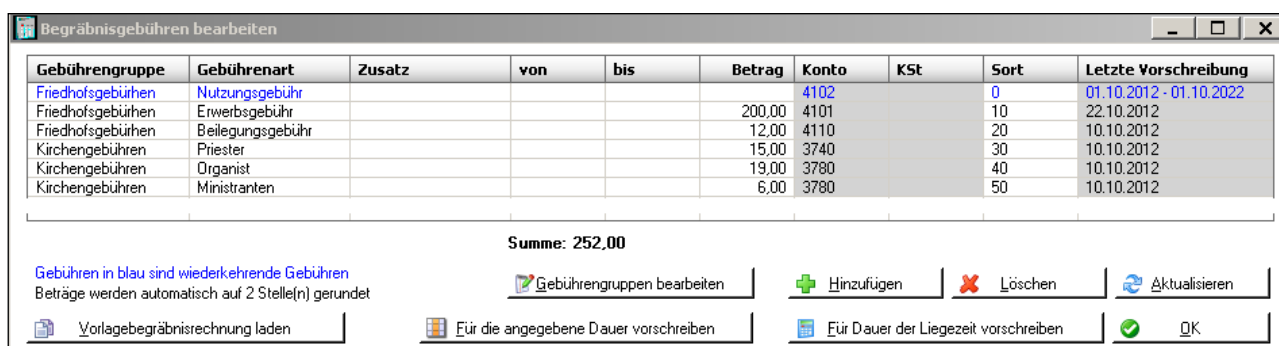 Begräbnisgebühren bearbeiten
Gebührengruppe Gebührenart Zusatz von bis Betrag Konto KSt Sort Letzte Vorschreibung
Friedhofsgebürhen Nutzungsgebühr 4102 0 01.10.2012 - 01.10.2022
Friedhofsgebürhen Erwerbsgebühr 200,00 4101 10 22.10.2012
Friedhofsgebürhen Beilegungsgebühr 12,00 4110 20 10.10.2012
Kirchengebühren Priester 15,00 3740 30 10.10.2012
Kirchengebühren Organist 19,00 3780 40 10.10.2012
Kirchengebühren Ministranten 6,00 3780 50 10.10.2012
Summe: 252,00
Gebühren in blau sind wiederkehrende Gebühren
Beträge werden automatisch auf 2 Stelle(n) gerundet
Gebührengruppen bearbeiten Hinzufügen Löschen Aktualisieren
Vorlagebegräbnisrechnung laden Für die angegebene Dauer vorschreiben Für Dauer der Liegezeit vorschreiben OK